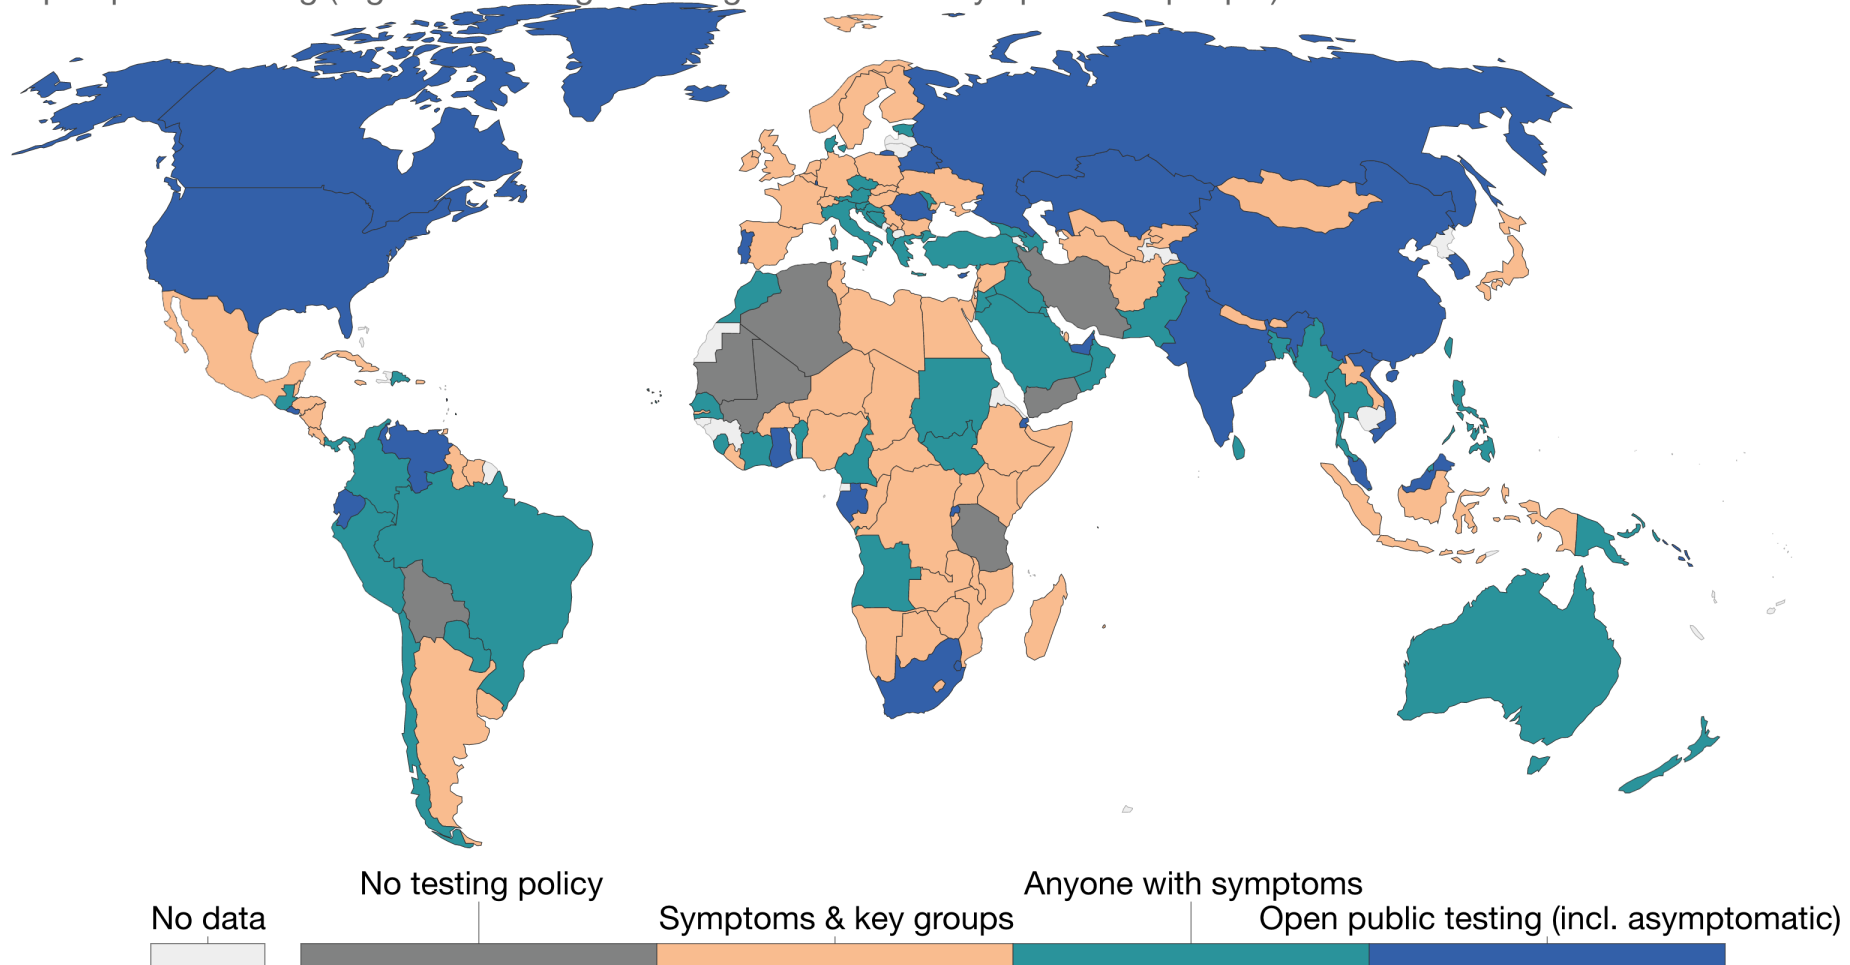 No testing policy
Anyone with symptoms
No data
Symptoms & key groups
Open public testing (incl. asymptomatic)